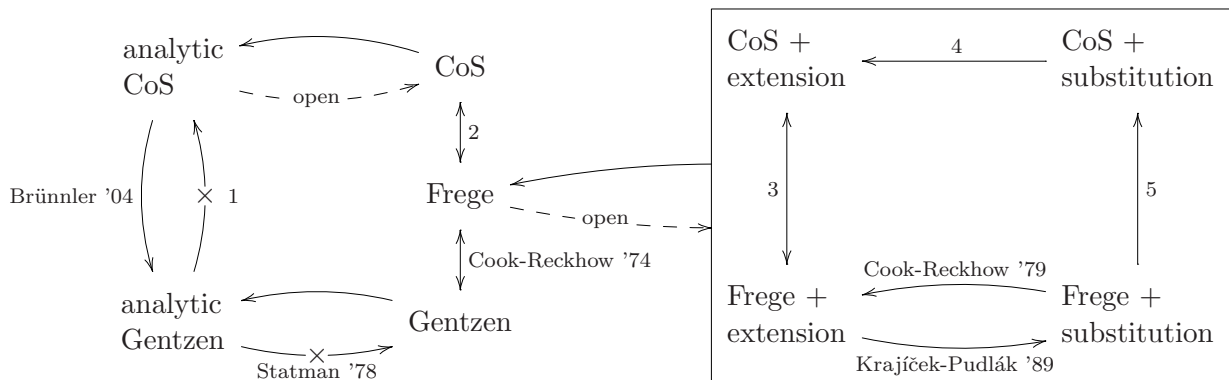 analytic
CoS
CoS
open
2
Brünnler '04
× 1
Frege
open
Cook-Reckhow '74
analytic
Gentzen
Gentzen
×
Statman '78
CoS +
extension
4
CoS +
substitution
3
5
Cook-Reckhow '79
Frege +
extension
Frege +
substitution
Krajíček-Pudlák '89